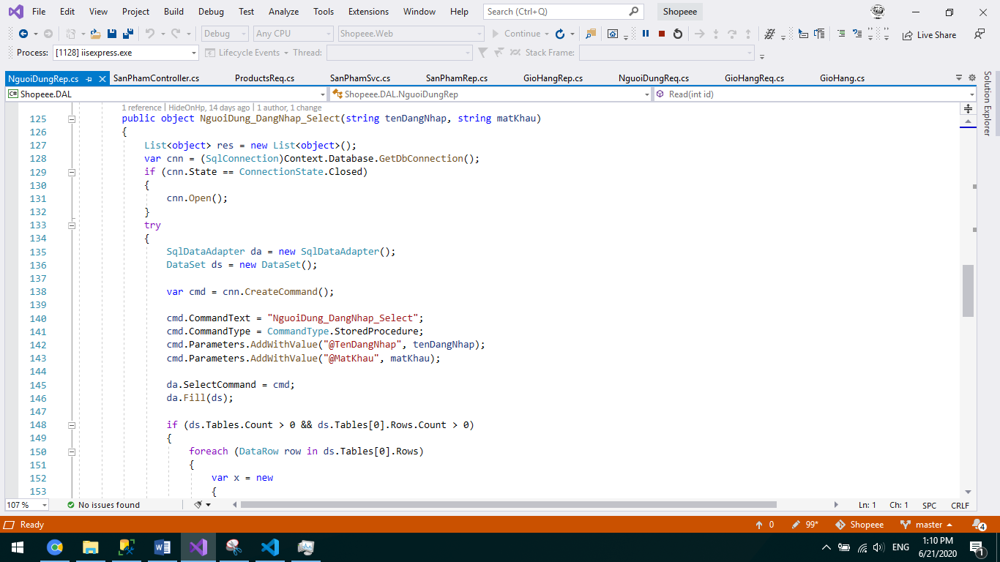 File Edit View Project Build Debug Test Analyze Tools Extensions Window Help Search (Ctrl+Q) Shopeee
Debug Any CPU Shopeee.Web Continue Live Share
Process: [1128] iisexpress.exe Lifecycle Events Thread: Stack Frame:
NguoiDungRep.cs SanPhamController.cs ProductsReq.cs SanPhamSvc.cs SanPhamRep.cs GioHangRep.cs NguoiDungReq.cs GioHangReq.cs GioHang.cs
Solution Explorer
C# Shopeee.DAL Shopeee.DAL.NguoiDungRep Read(int id)
1 reference | HideOnHp, 14 days ago | 1 author, 1 change
125 public object NguoiDung_DangNhap_Select(string tenDangNhap, string matKhau)
126 {
127 List<object> res = new List<object>();
128 var cnn = (SqlConnection)Context.Database.GetDbConnection();
129 if (cnn.State == ConnectionState.Closed)
130 {
131 cnn.Open();
132 }
133 try
134 {
135 SqlDataAdapter da = new SqlDataAdapter();
136 DataSet ds = new DataSet();
137
138 var cmd = cnn.CreateCommand();
139
140 cmd.CommandText = "NguoiDung_DangNhap_Select";
141 cmd.CommandType = CommandType.StoredProcedure;
142 cmd.Parameters.AddWithValue("@TenDangNhap", tenDangNhap);
143 cmd.Parameters.AddWithValue("@MatKhau", matKhau);
144
145 da.SelectCommand = cmd;
146 da.Fill(ds);
147
148 if (ds.Tables.Count > 0 && ds.Tables[0].Rows.Count > 0)
149 {
150 foreach (DataRow row in ds.Tables[0].Rows)
151 {
152 var x = new
153 {
107 % No issues found Ln: 1 Ch: 1 SPC CRLF
Ready 0 99* Shopeee master 4
ENG 1:10 PM 6/21/2020 1